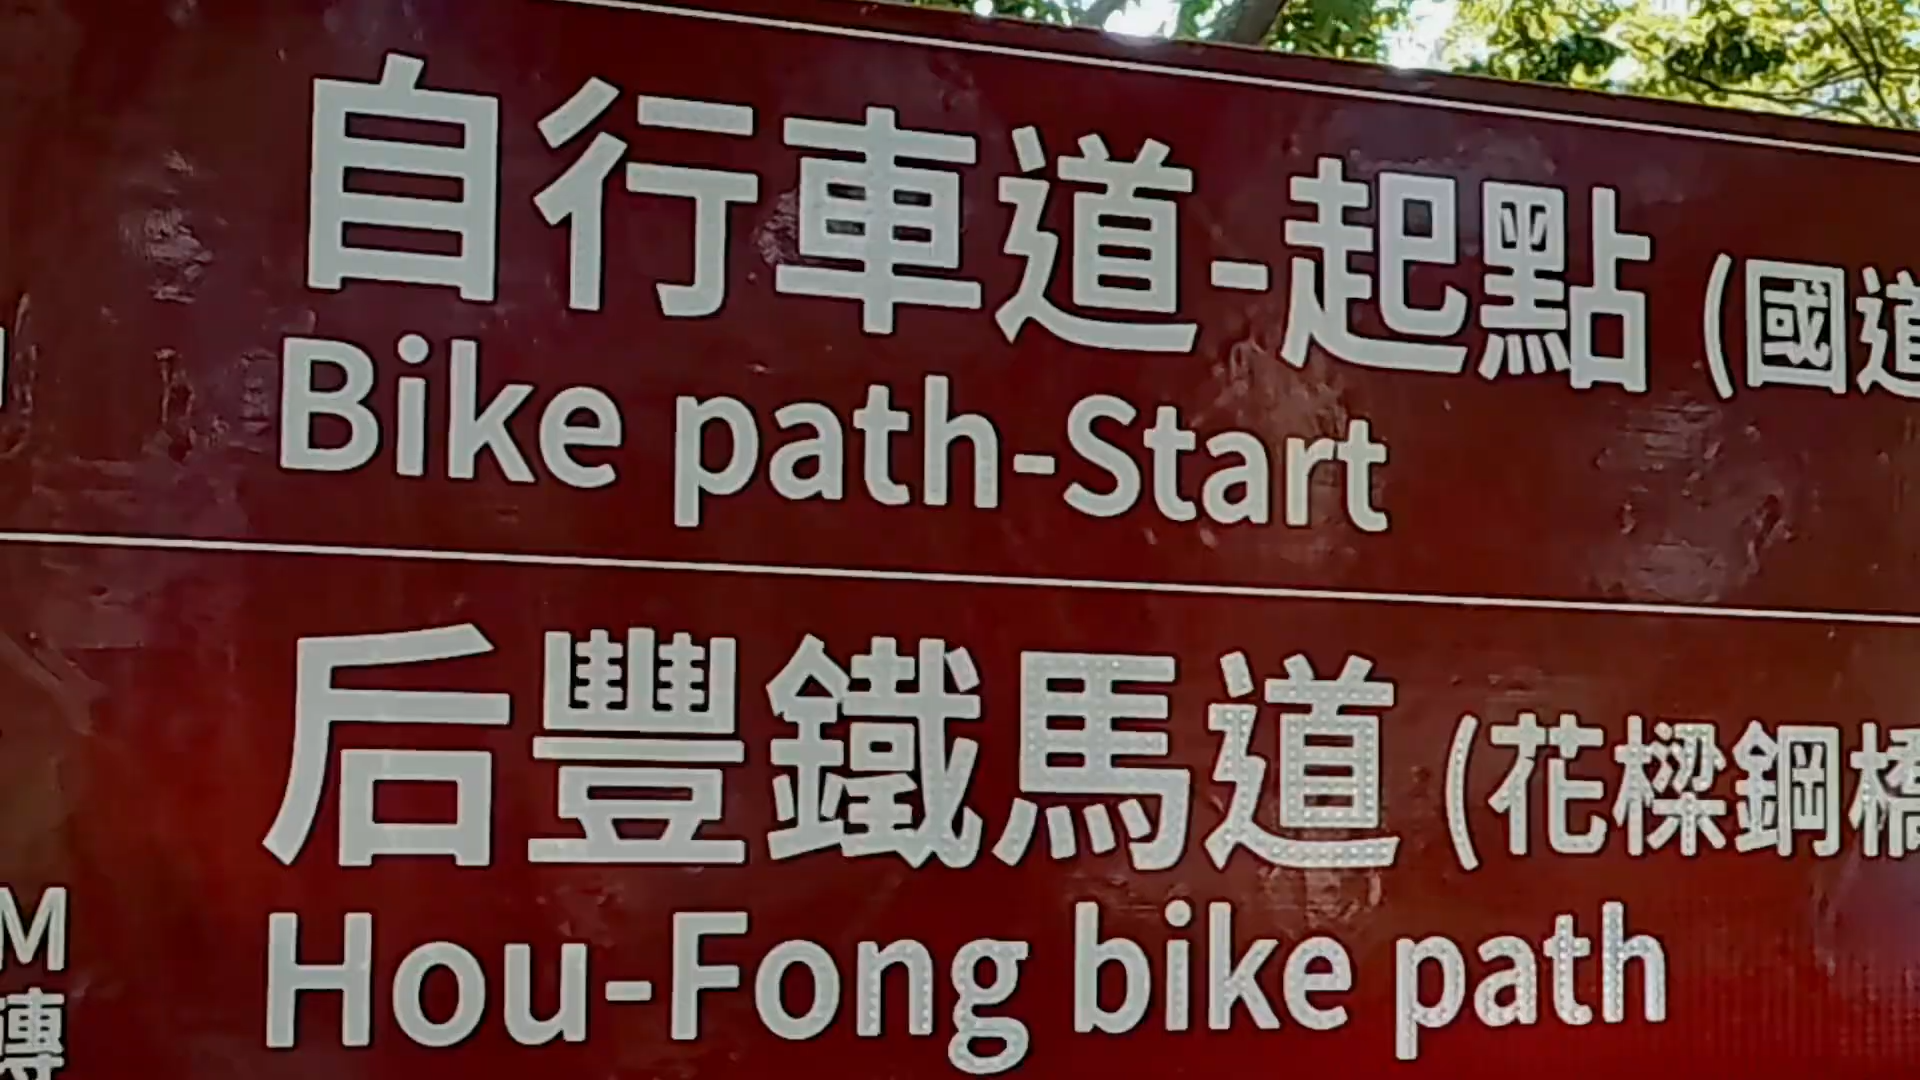 自行車道-起點 (國道
Bike path-Start
后豐鐵馬道 (花樑鋼橋
Hou-Fong bike path
M
轉